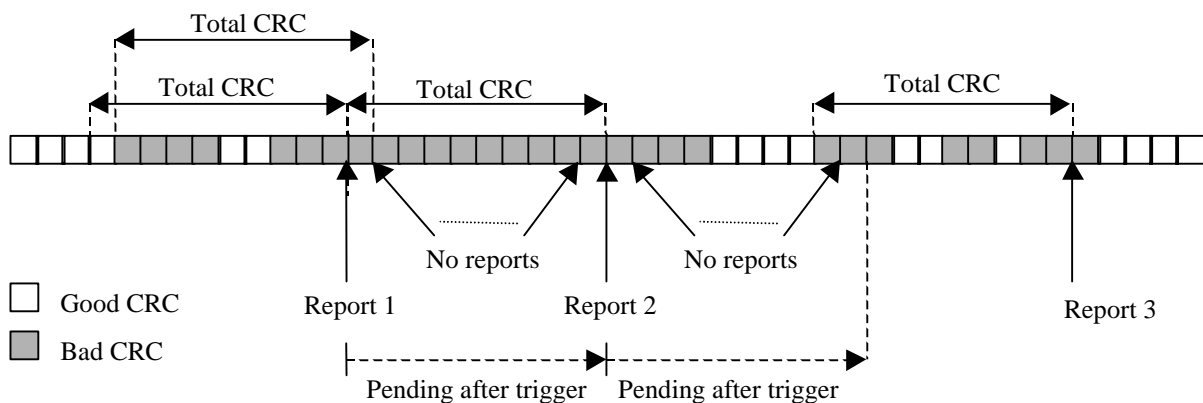 Total CRC
Total CRC
Total CRC
Total CRC
No reports
No reports
Good CRC
Report 1
Report 2
Report 3
Bad CRC
Pending after trigger
Pending after trigger